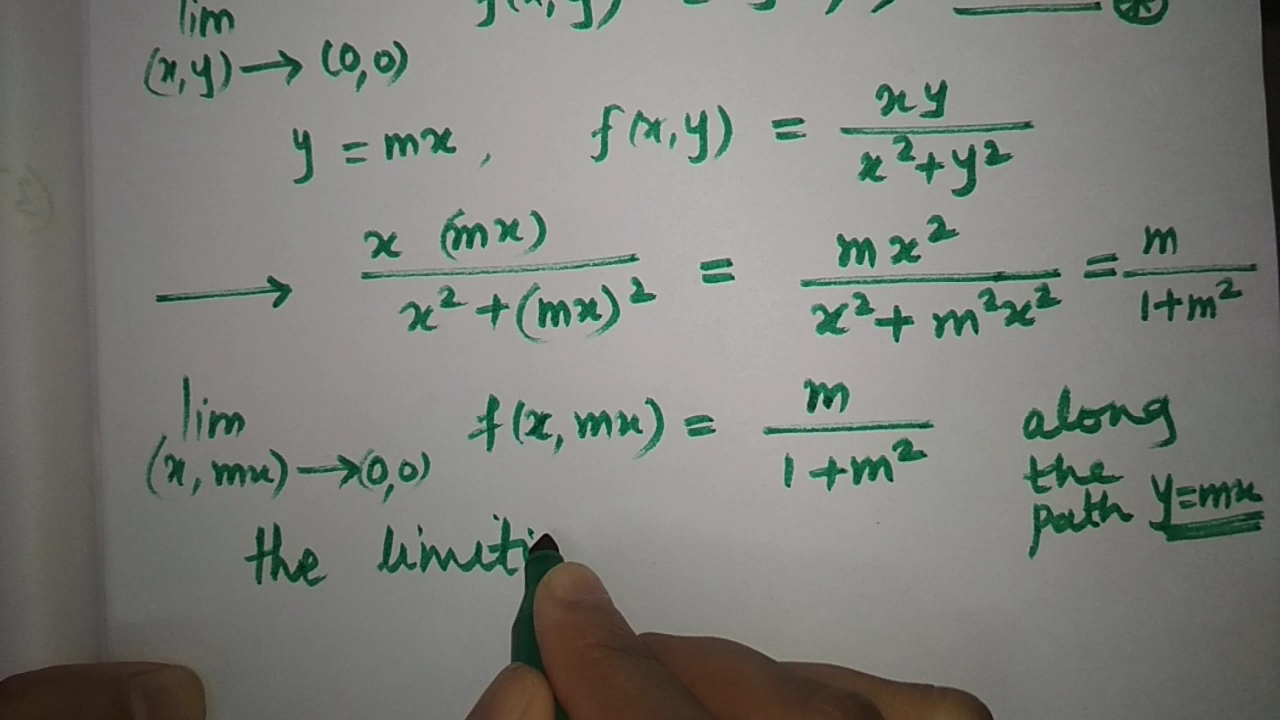 lim
(x,y)→(0,0)
y = mx, f(x,y) = xy / x²+y²
→ x (mx) / x²+(mx)² = mx² / x²+m²x² = m / 1+m²
lim f(x,mx) = m / 1+m² along
(x,mx)→(0,0) the
path y=mx
the limiti